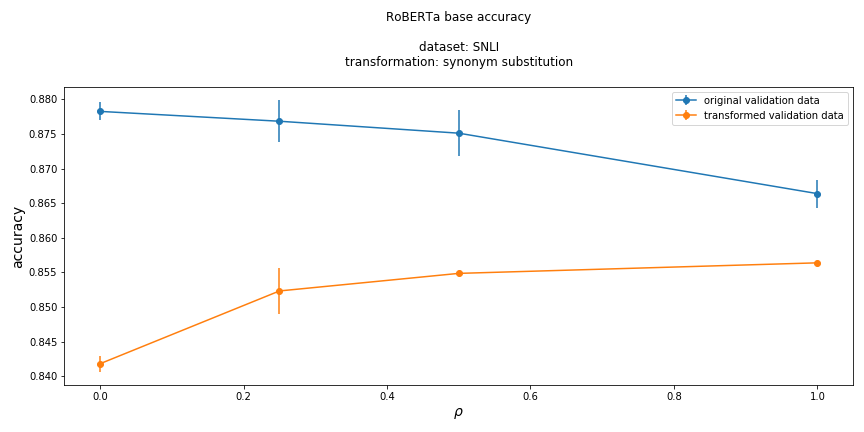 RoBERTa base accuracy
dataset: SNLI
transformation: synonym substitution
original validation data
transformed validation data
accuracy
0.880
0.875
0.870
0.865
0.860
0.855
0.850
0.845
0.840
0.0 0.2 0.4 0.6 0.8 1.0
ρ